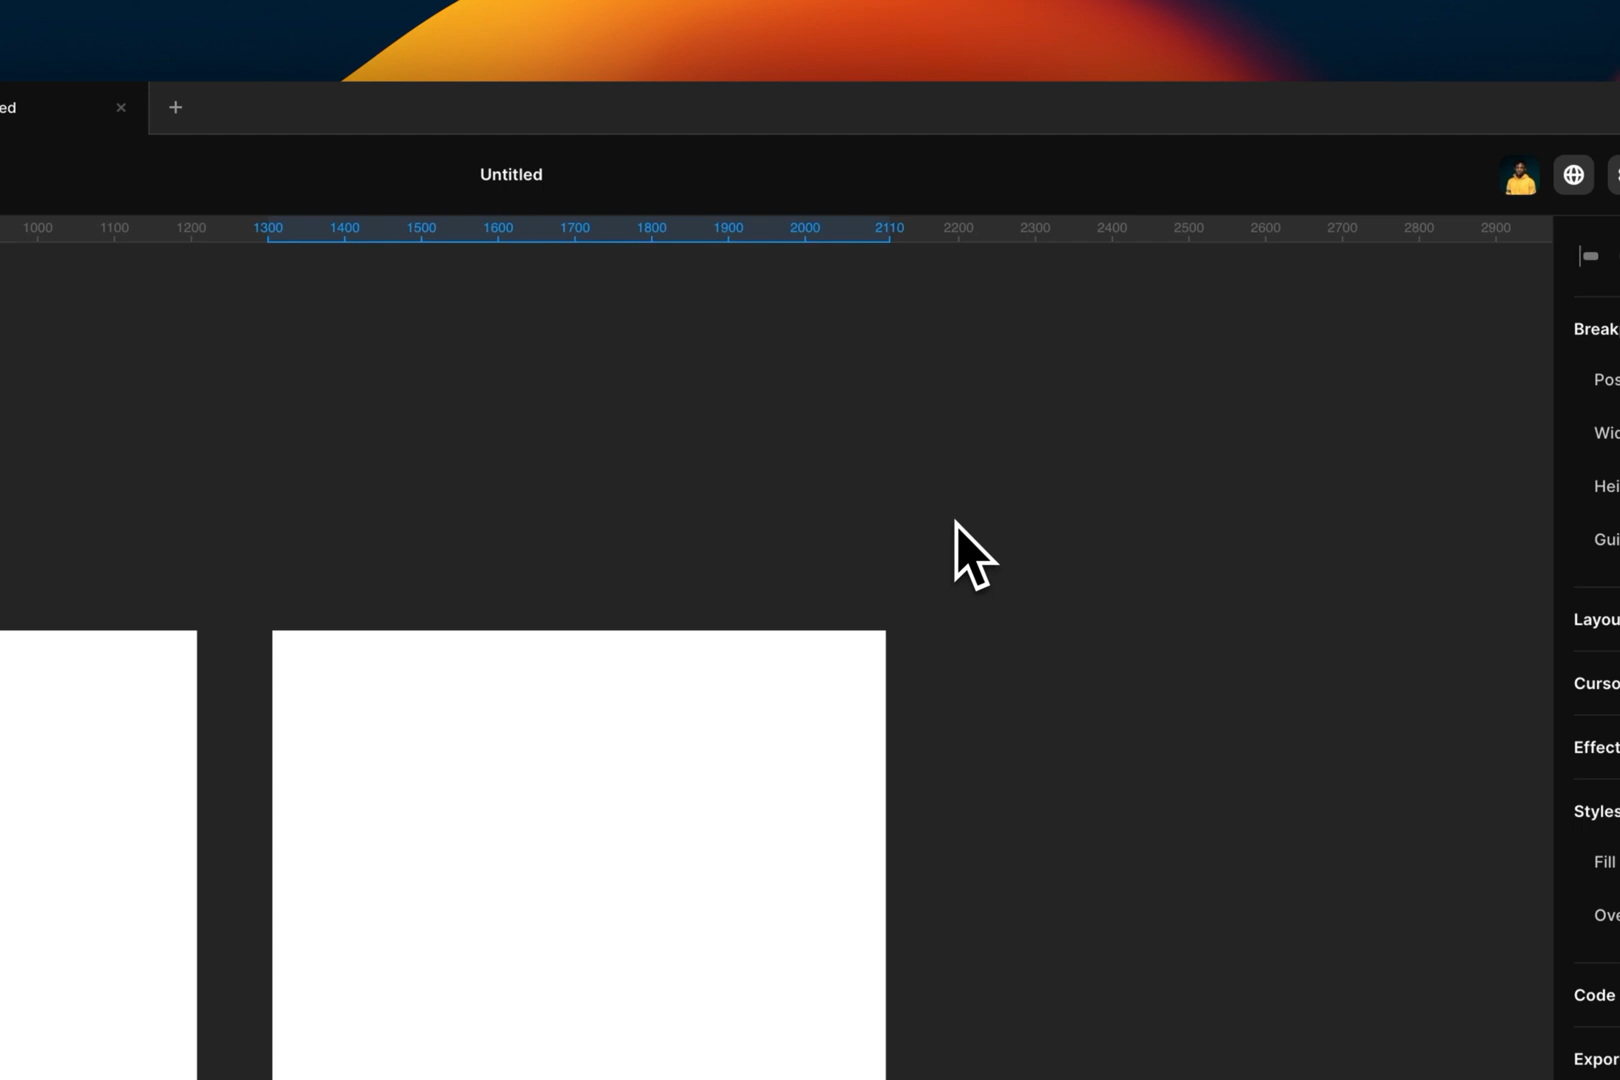 ed
Untitled
1000 1100 1200 1300 1400 1500 1600 1700 1800 1900 2000 2110 2200 2300 2400 2500 2600 2700 2800 2900
Break
Pos
Wid
Hei
Gui
Layou
Curso
Effect
Styles
Fill
Ove
Code
Expor